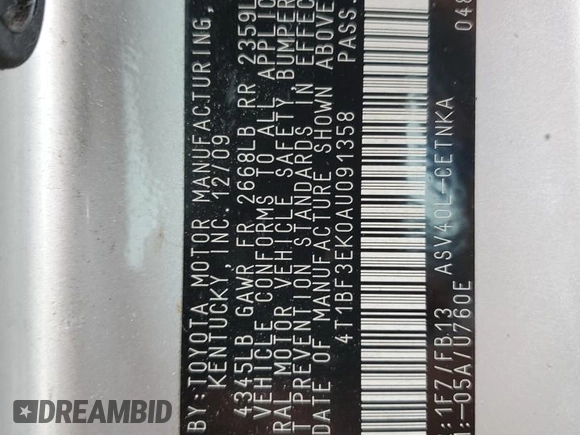 BY:TOYOTA MOTOR MANUFACTURING,
KENTUCKY, INC 12/09
4345LB GAWR FR 2668LB RR 2359L
VEHICLE CONFORMS TO ALL APPLIC
RAL MOTOR VEHICLE SAFETY, BUMPER
T PREVENTION STANDARDS IN EFFEC
DATE OF MANUFACTURE SHOWN ABOVE
4T1BF3EK0AU091358 PASS
:1F7/FB13 ASV40L-CETNKA 048
:-05A/U760E
DREAMBID